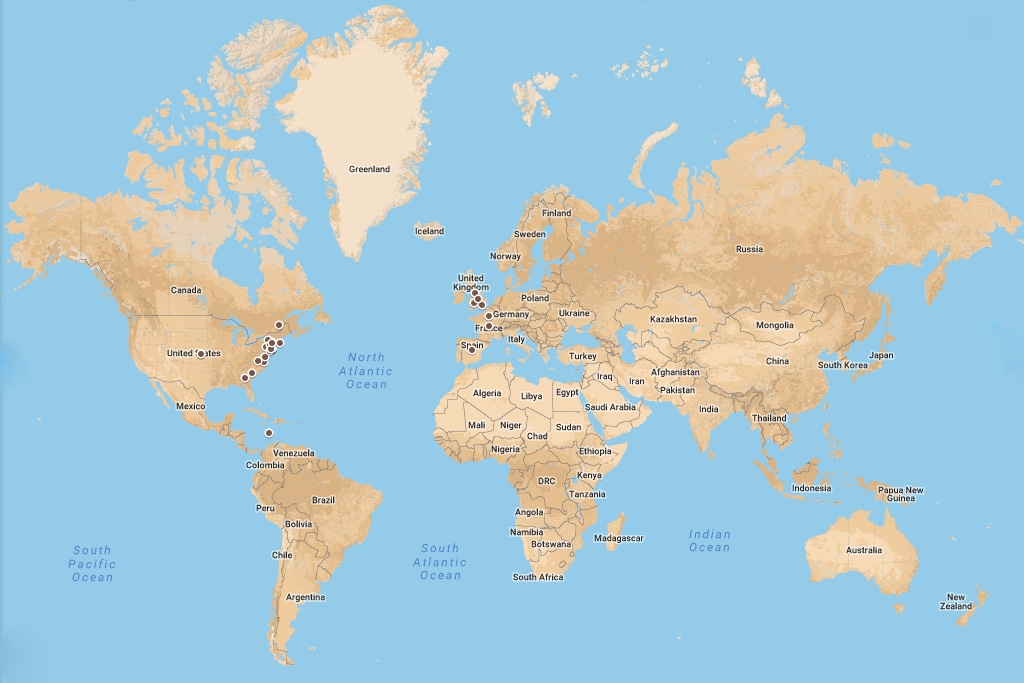 Greenland
Finland
Iceland
Sweden
Russia
Norway
United
Kingdom
Canada
Poland
Germany
Ukraine
Kazakhstan
Mongolia
France
Italy
Spain
United States
North
Atlantic
Ocean
Turkey
China
Japan
South Korea
Afghanistan
Iraq
Iran
Pakistan
Algeria
Libya
Egypt
Saudi Arabia
India
Mexico
Thailand
Mali
Niger
Chad
Sudan
Nigeria
Ethiopia
Venezuela
Colombia
Kenya
DRC
Tanzania
Indonesia
Papua New
Guinea
Brazil
Peru
Angola
Bolivia
Namibia
Botswana
Madagascar
South
Pacific
Ocean
South
Atlantic
Ocean
Indian
Ocean
Australia
Chile
South Africa
Argentina
New
Zealand